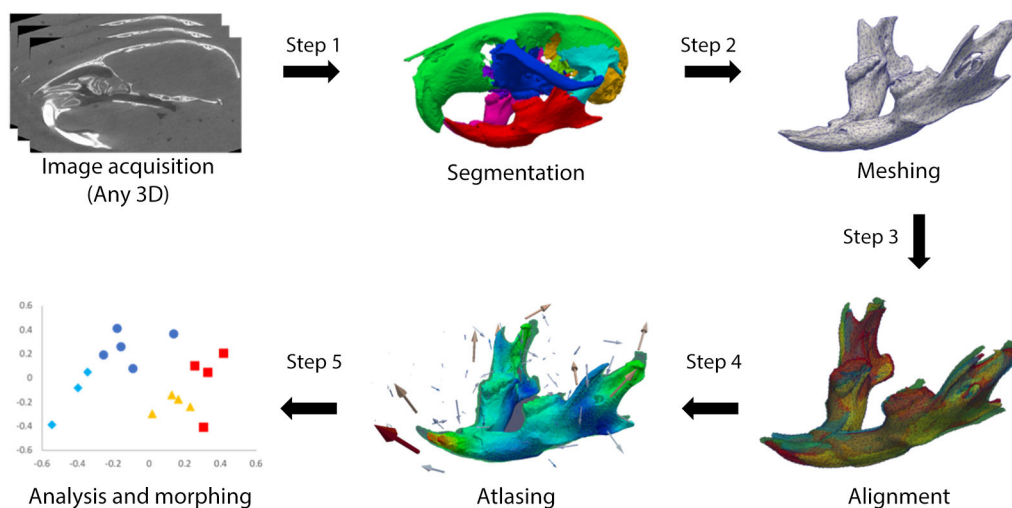 Step 1
Step 2
Image acquisition
(Any 3D)
Segmentation
Meshing
Step 3
0.6
0.4
0.2
0
-0.2
-0.4
-0.6
-0.6
-0.4
-0.2
0
0.2
0.4
0.6
Step 5
Step 4
Analysis and morphing
Atlasing
Alignment